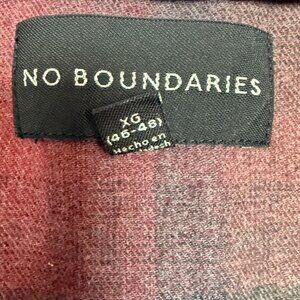 NO BOUNDARIES
XG
(46-48)
Hecho en